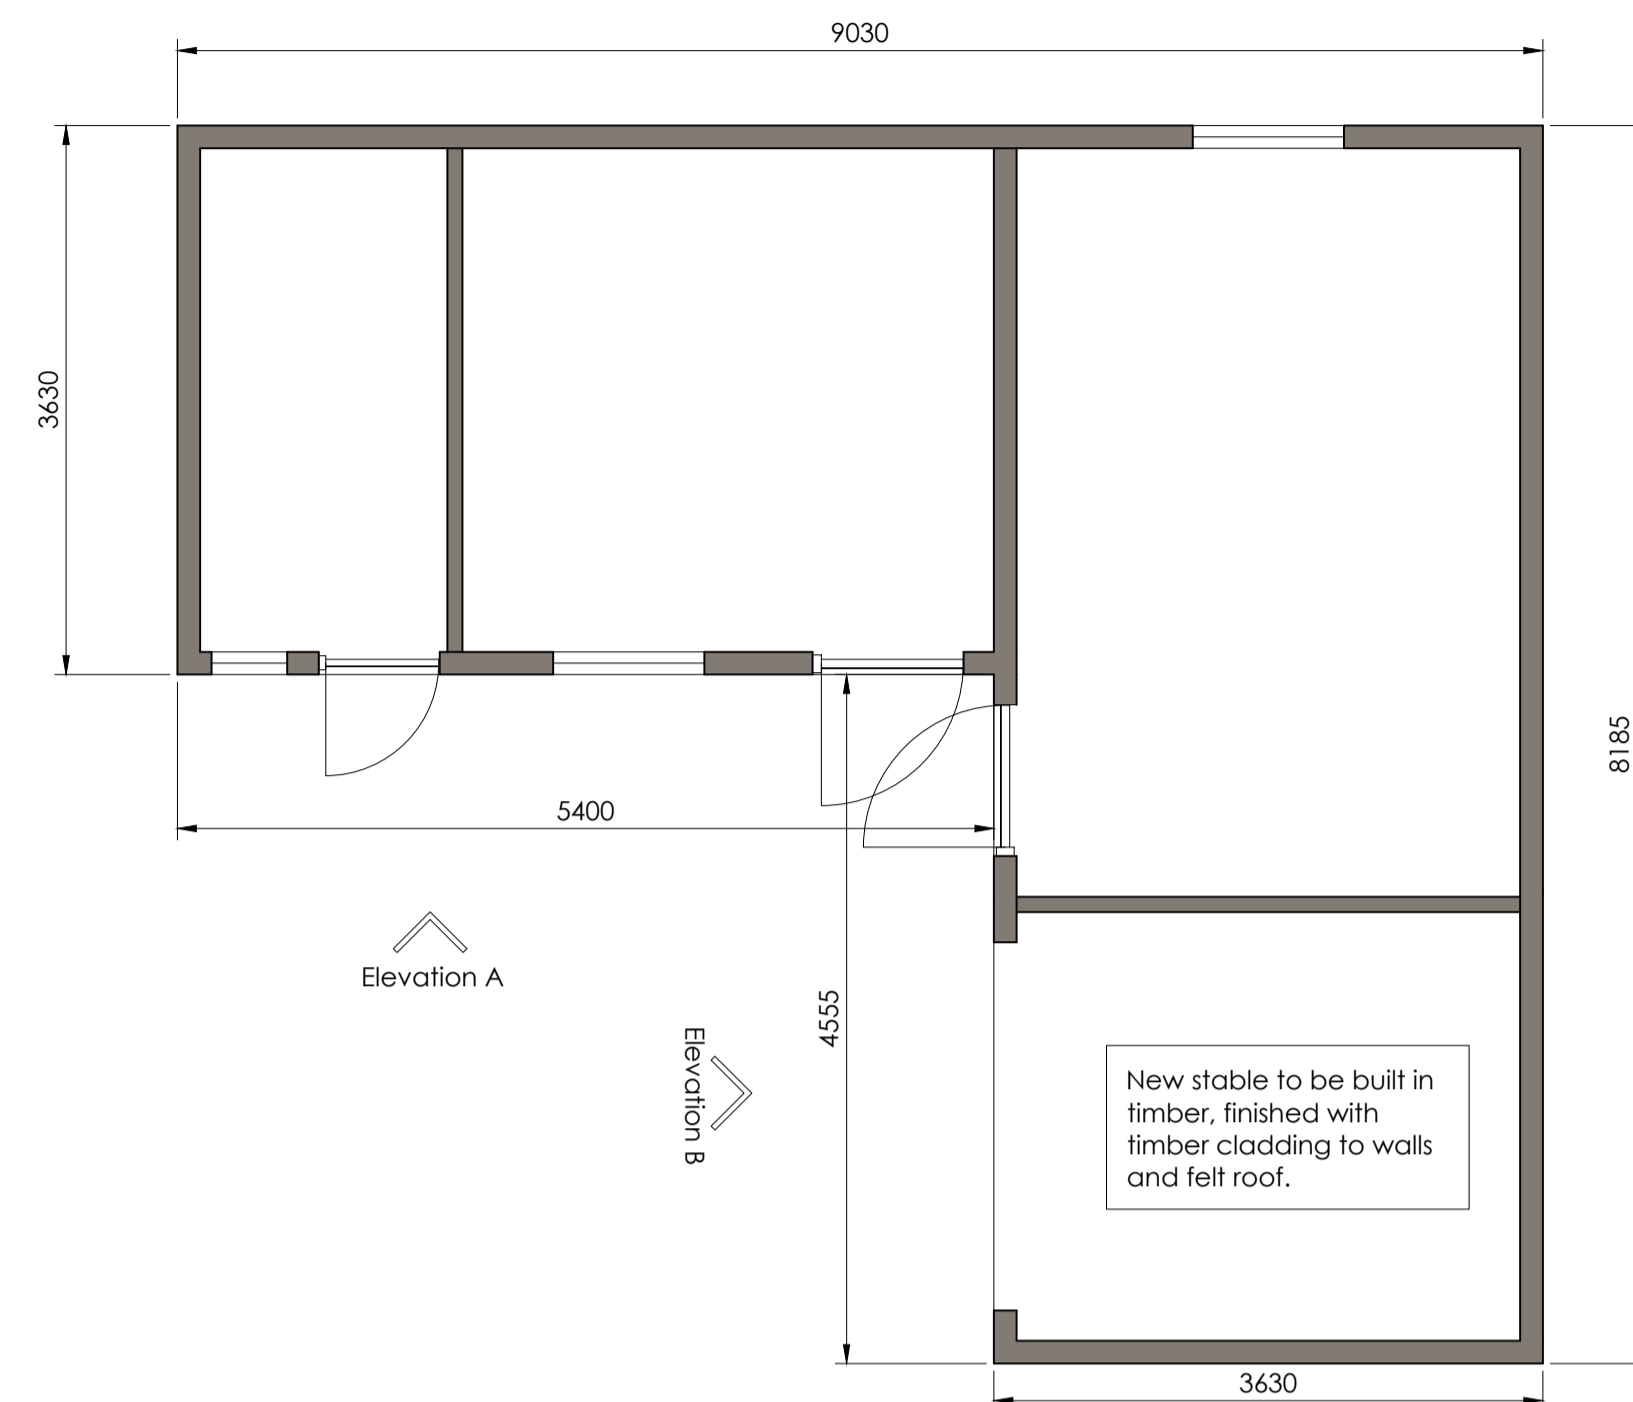 9030
3630
8185
5400
Elevation A
4555
Elevation B
New stable to be built in
timber, finished with
timber cladding to walls
and felt roof.
3630